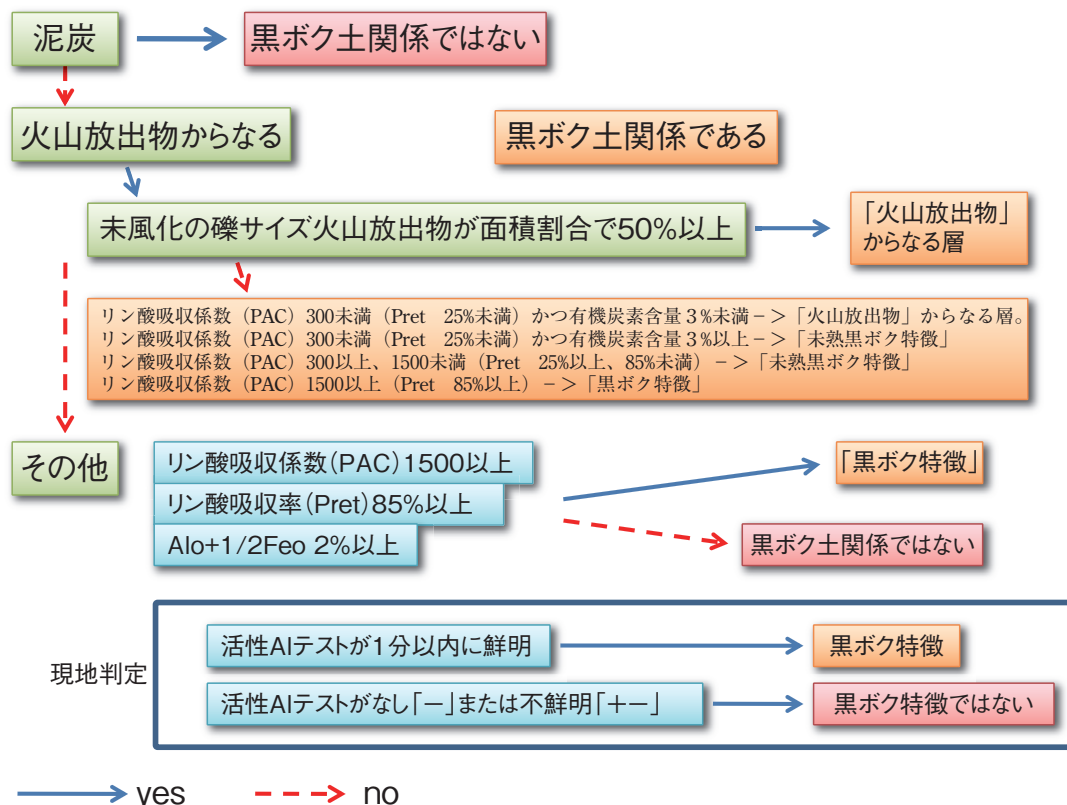 泥炭
黒ボク土関係ではない
火山放出物からなる
黒ボク土関係である
未風化の礫サイズ火山放出物が面積割合で50%以上
「火山放出物」
からなる層
リン酸吸収係数（PAC）300未満（Pret　25%未満）かつ有機炭素含量３%未満－＞「火山放出物」からなる層。
リン酸吸収係数（PAC）300未満（Pret　25%未満）かつ有機炭素含量３%以上－＞「未熟黒ボク特徴」
リン酸吸収係数（PAC）300以上、1500未満（Pret　25%以上、85%未満）－＞「未熟黒ボク特徴」
リン酸吸収係数（PAC）1500以上（Pret　85%以上）－＞「黒ボク特徴」
その他
リン酸吸収係数(PAC)1500以上
リン酸吸収率(Pret)85%以上
Alo+1/2Feo 2%以上
「黒ボク特徴」
黒ボク土関係ではない
現地判定
活性Alテストが1分以内に鮮明
黒ボク特徴
活性Alテストがなし「－」または不鮮明「＋－」
黒ボク特徴ではない
yes
no